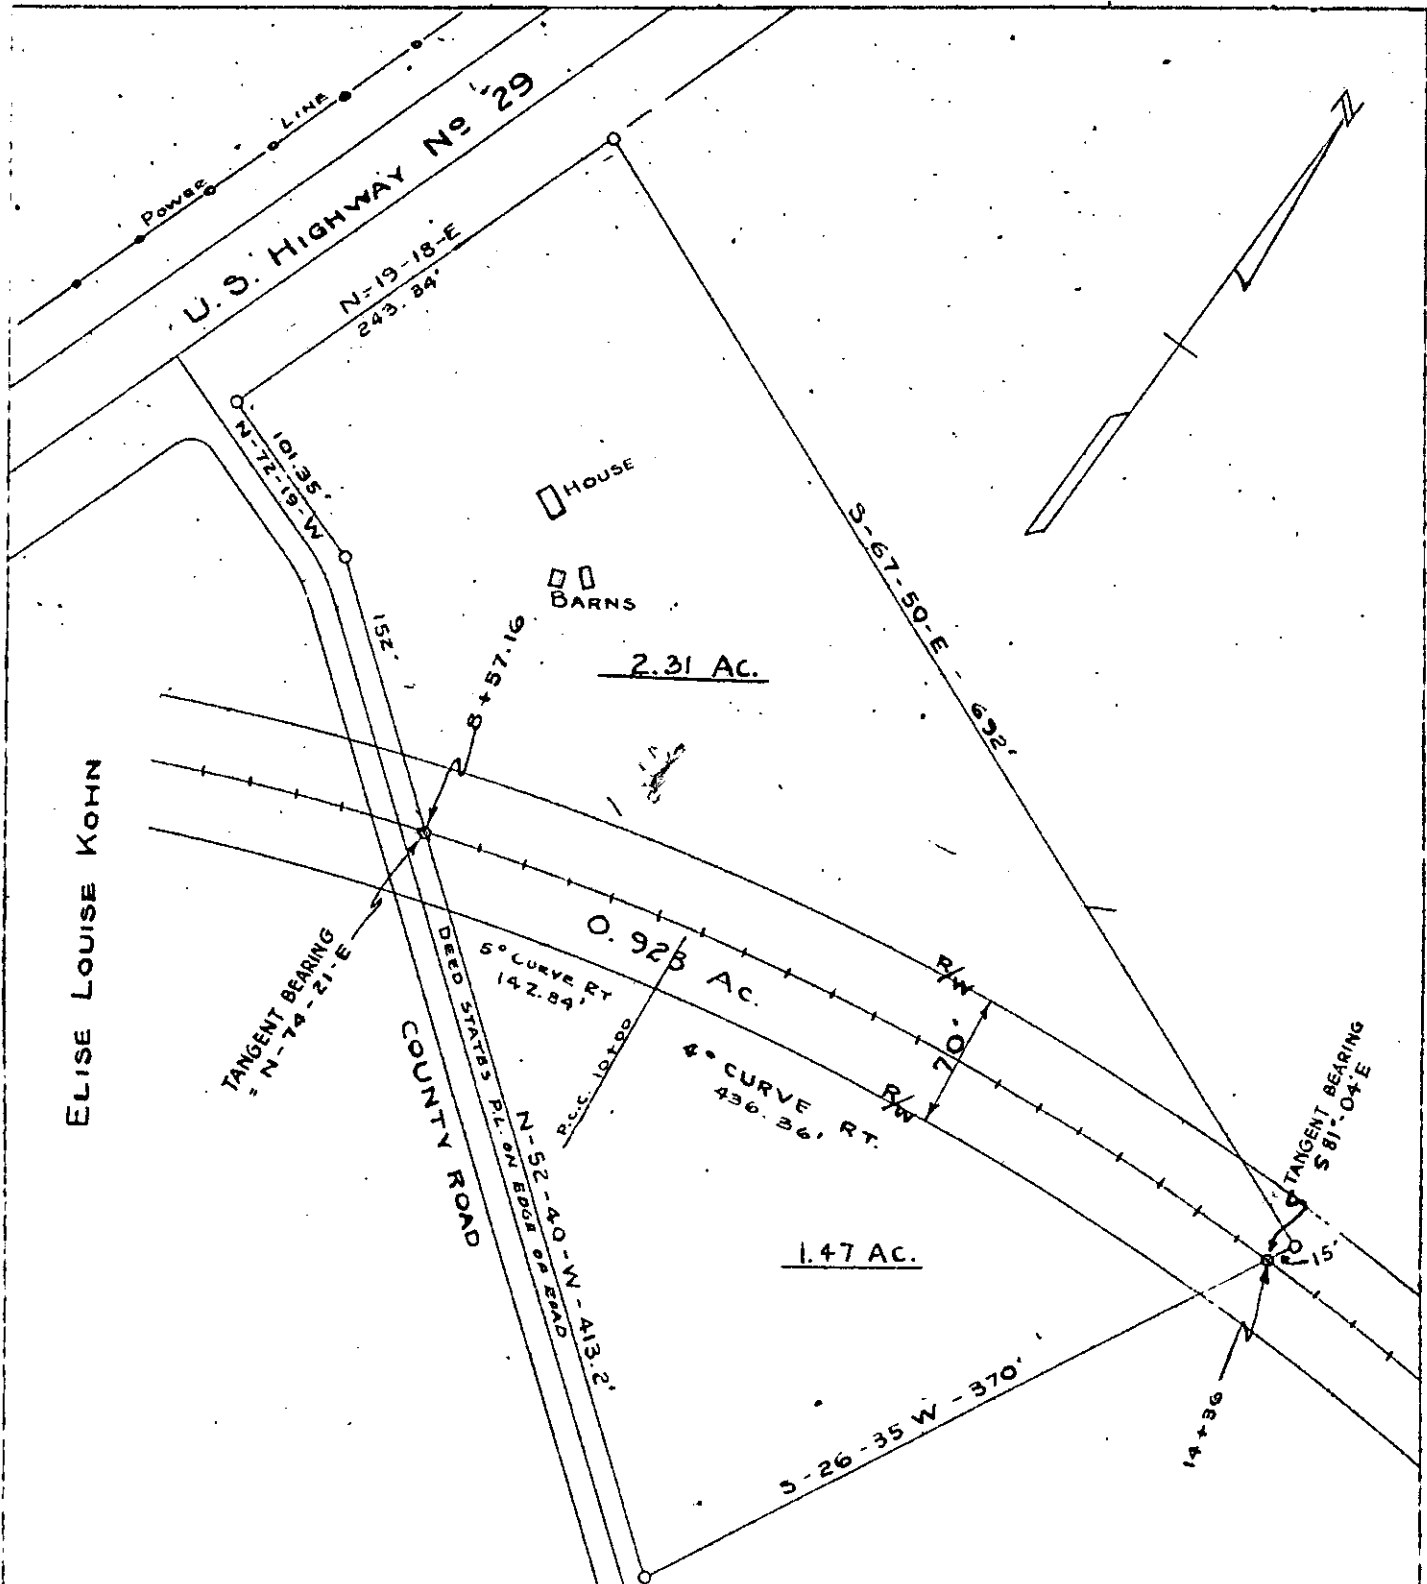 POWER LINE
U.S. HIGHWAY No 29
N
N-19-18-E
243.84'
101.35'
N-72-19-W
HOUSE
BARNS
152'
8+57.16
2.31 AC.
S-67-50-E - 692'
ELISE LOUISE KOHN
TANGENT BEARING
= N-74-21-E
DEED STATES P.L. ON EDGE OF ROAD
N-52-40-W-413.2'
COUNTY ROAD
5° CURVE RT
142.84'
0.923 AC.
P.C.C. 10+00
4° CURVE RT.
436.36'
R/W
70'
R/W
TANGENT BEARING
S 81°-04'E
15'
1.47 AC.
14+36
S-26-35 W - 370'